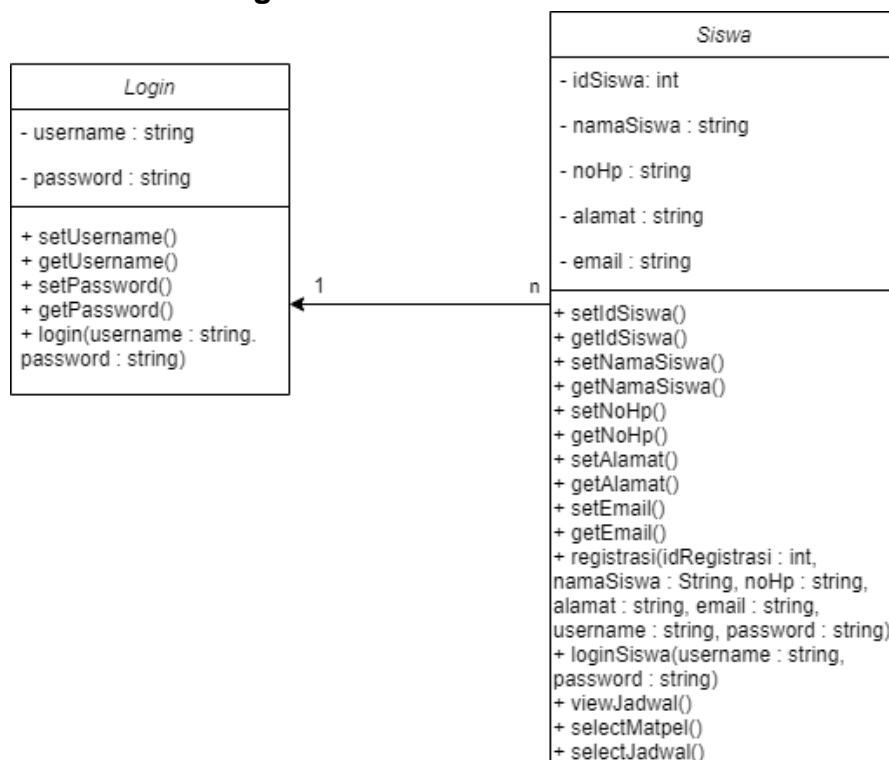 Siswa
- idSiswa: int
- namaSiswa : string
- noHp : string
- alamat : string
- email : string
Login
- username : string
- password : string
+ setUsername()
+ getUsername()
+ setPassword()
+ getPassword()
+ login(username : string.
password : string)
1
n
+ setIdSiswa()
+ getIdSiswa()
+ setNamaSiswa()
+ getNamaSiswa()
+ setNoHp()
+ getNoHp()
+ setAlamat()
+ getAlamat()
+ setEmail()
+ getEmail()
+ registrasi(idRegistrasi : int,
namaSiswa : String, noHp : string,
alamat : string, email : string,
username : string, password : string)
+ loginSiswa(username : string,
password : string)
+ viewJadwal()
+ selectMatpel()
+ selectJadwal()